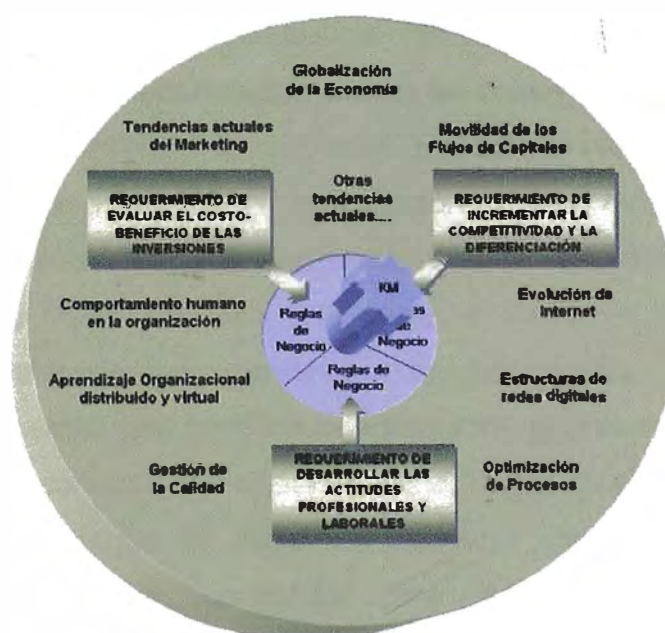 Globalización
de la Economía
Tendencias actuales
del Marketing
Movilidad de los
Flujos de Capitales
Otras
tendencias
actuales....
REQUERIMIENTO DE
EVALUAR EL COSTO-
BENEFICIO DE LAS
INVERSIONES
REQUERIMIENTO DE
INCREMENTAR LA
COMPETITIVIDAD Y LA
DIFERENCIACIÓN
KM
Reglas
de
Negocio
as
de
Negocio
Reglas de
Negocio
Comportamiento humano
en la organización
Evolución de
Internet
Aprendizaje Organizacional
distribuido y virtual
Estructuras de
redes digitales
Gestión de
la Calidad
REQUERIMIENTO DE
DESARROLLAR LAS
ACTITUDES
PROFESIONALES Y
LABORALES
Optimización
de Procesos